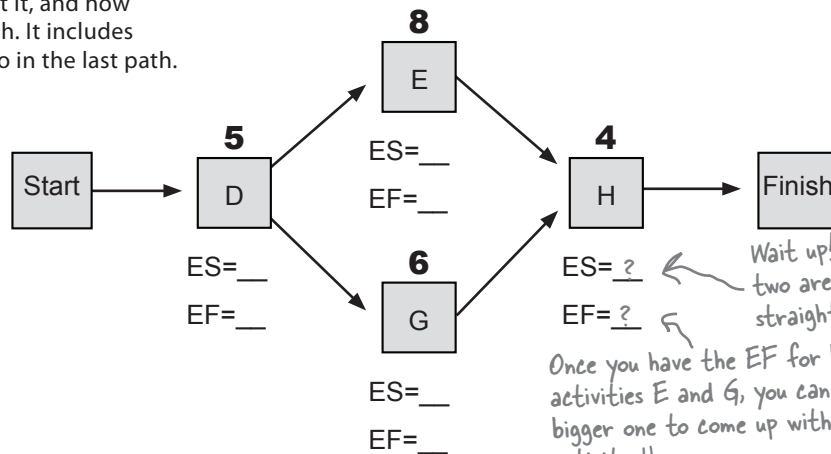 it, and now
h. It includes
o in the last path.
8
E
ES=__
EF=__
5
D
ES=__
EF=__
Start
6
G
ES=__
EF=__
4
H
ES=_?_
EF=_?_
Finish
Wait up!
two are
straight
Once you have the EF for
activities E and G, you can
bigger one to come up with